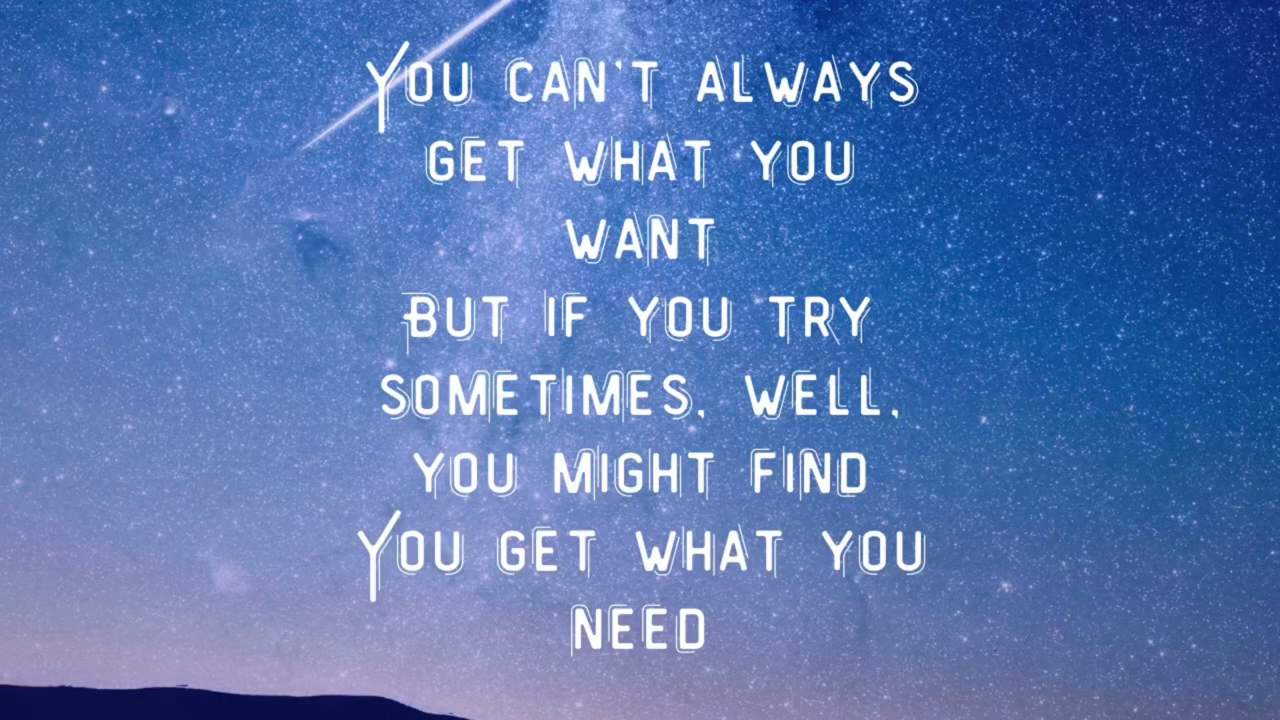 You can't always
get what you
want
But if you try
sometimes, well,
you might find
You get what you
need